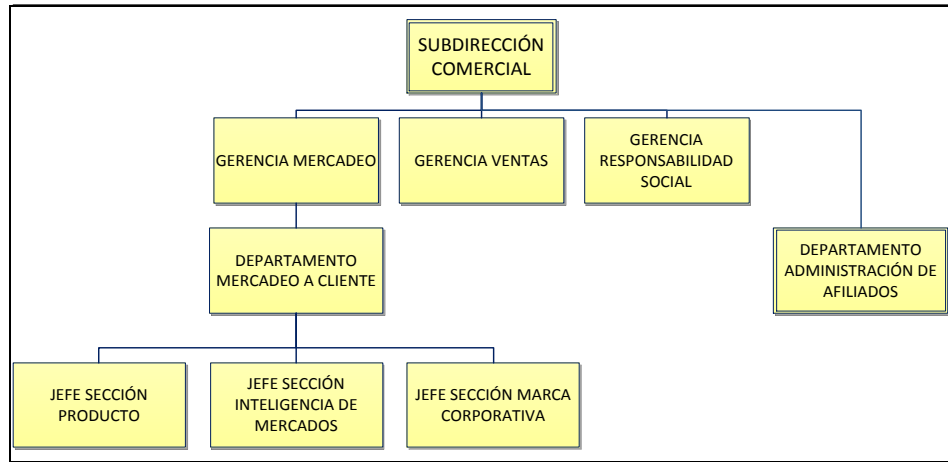 SUBDIRECCIÓN
COMERCIAL
GERENCIA MERCADEO
GERENCIA VENTAS
GERENCIA
RESPONSABILIDAD
SOCIAL
DEPARTAMENTO
MERCADEO A CLIENTE
DEPARTAMENTO
ADMINISTRACIÓN DE
AFILIADOS
JEFE SECCIÓN
PRODUCTO
JEFE SECCIÓN
INTELIGENCIA DE
MERCADOS
JEFE SECCIÓN MARCA
CORPORATIVA